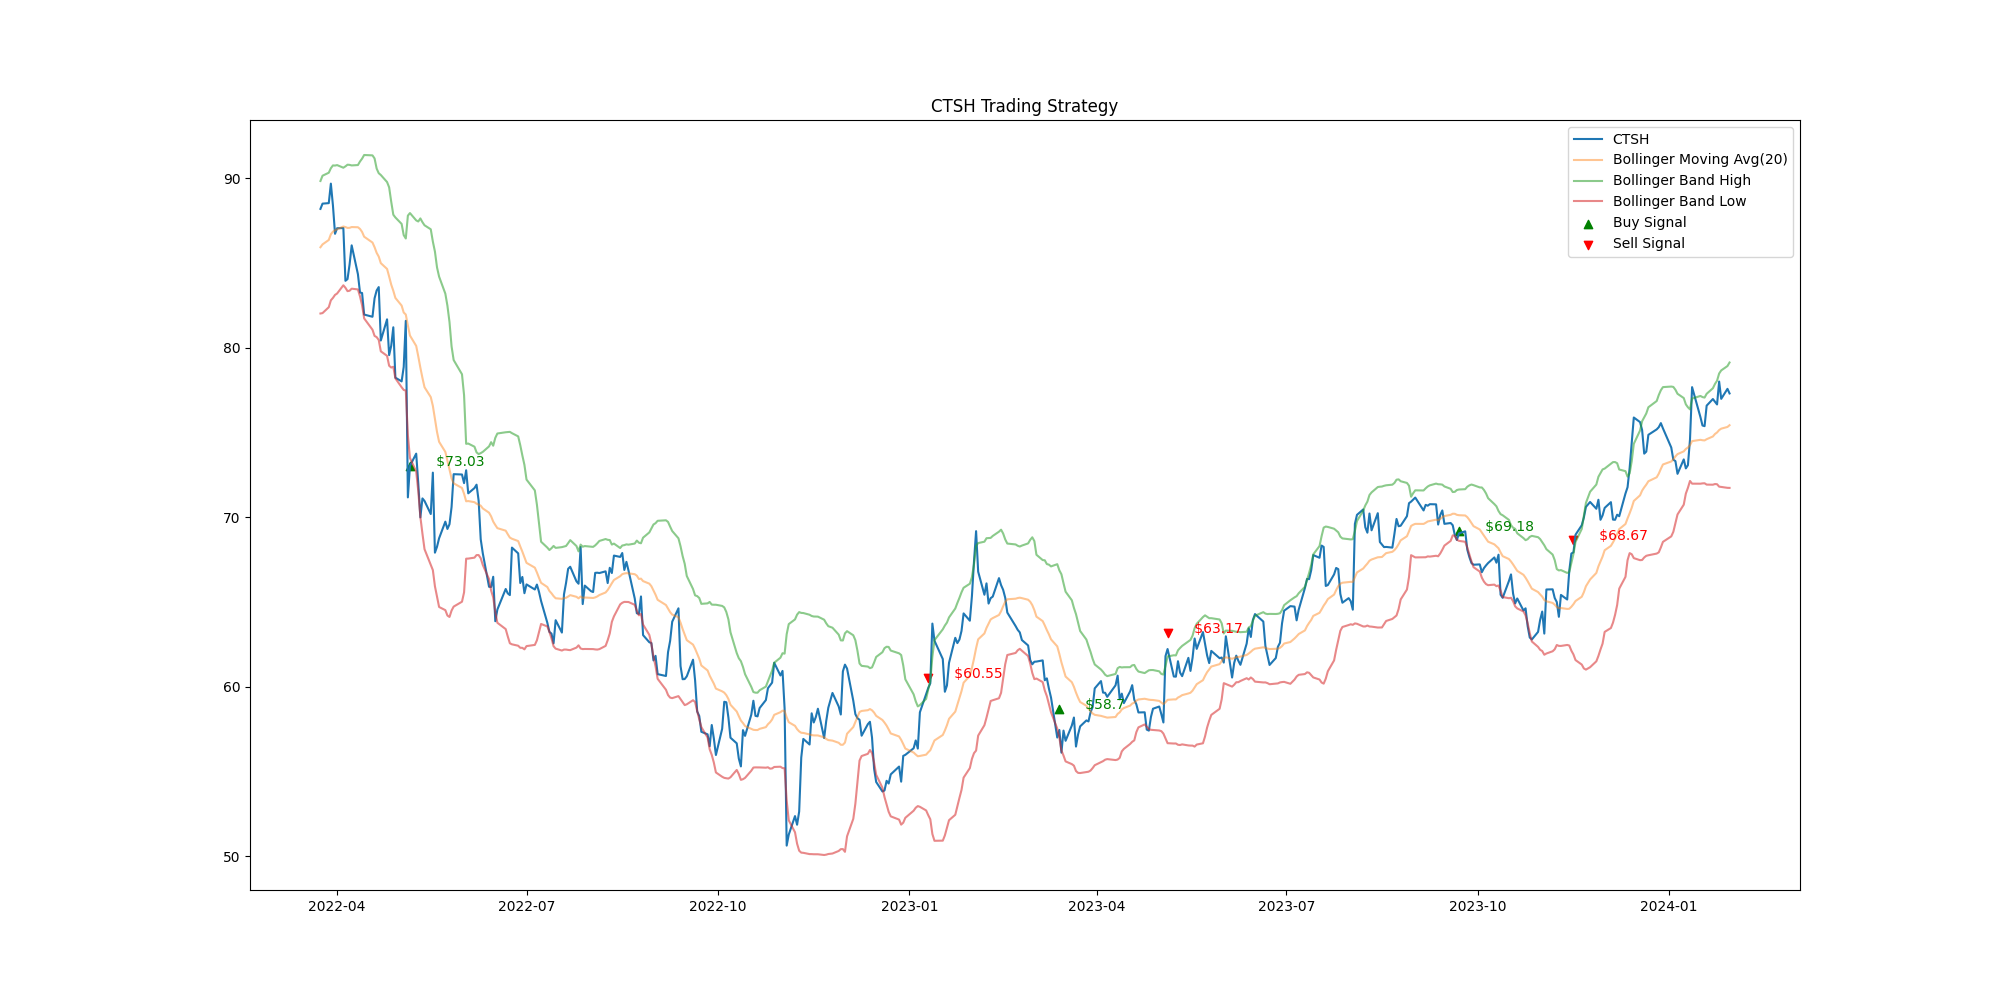 CTSH Trading Strategy
CTSH
Bollinger Moving Avg(20)
Bollinger Band High
Bollinger Band Low
Buy Signal
Sell Signal
90
80
70
60
50
$73.03
$60.55
$58.7
$63.17
$69.18
$68.67
2022-04
2022-07
2022-10
2023-01
2023-04
2023-07
2023-10
2024-01